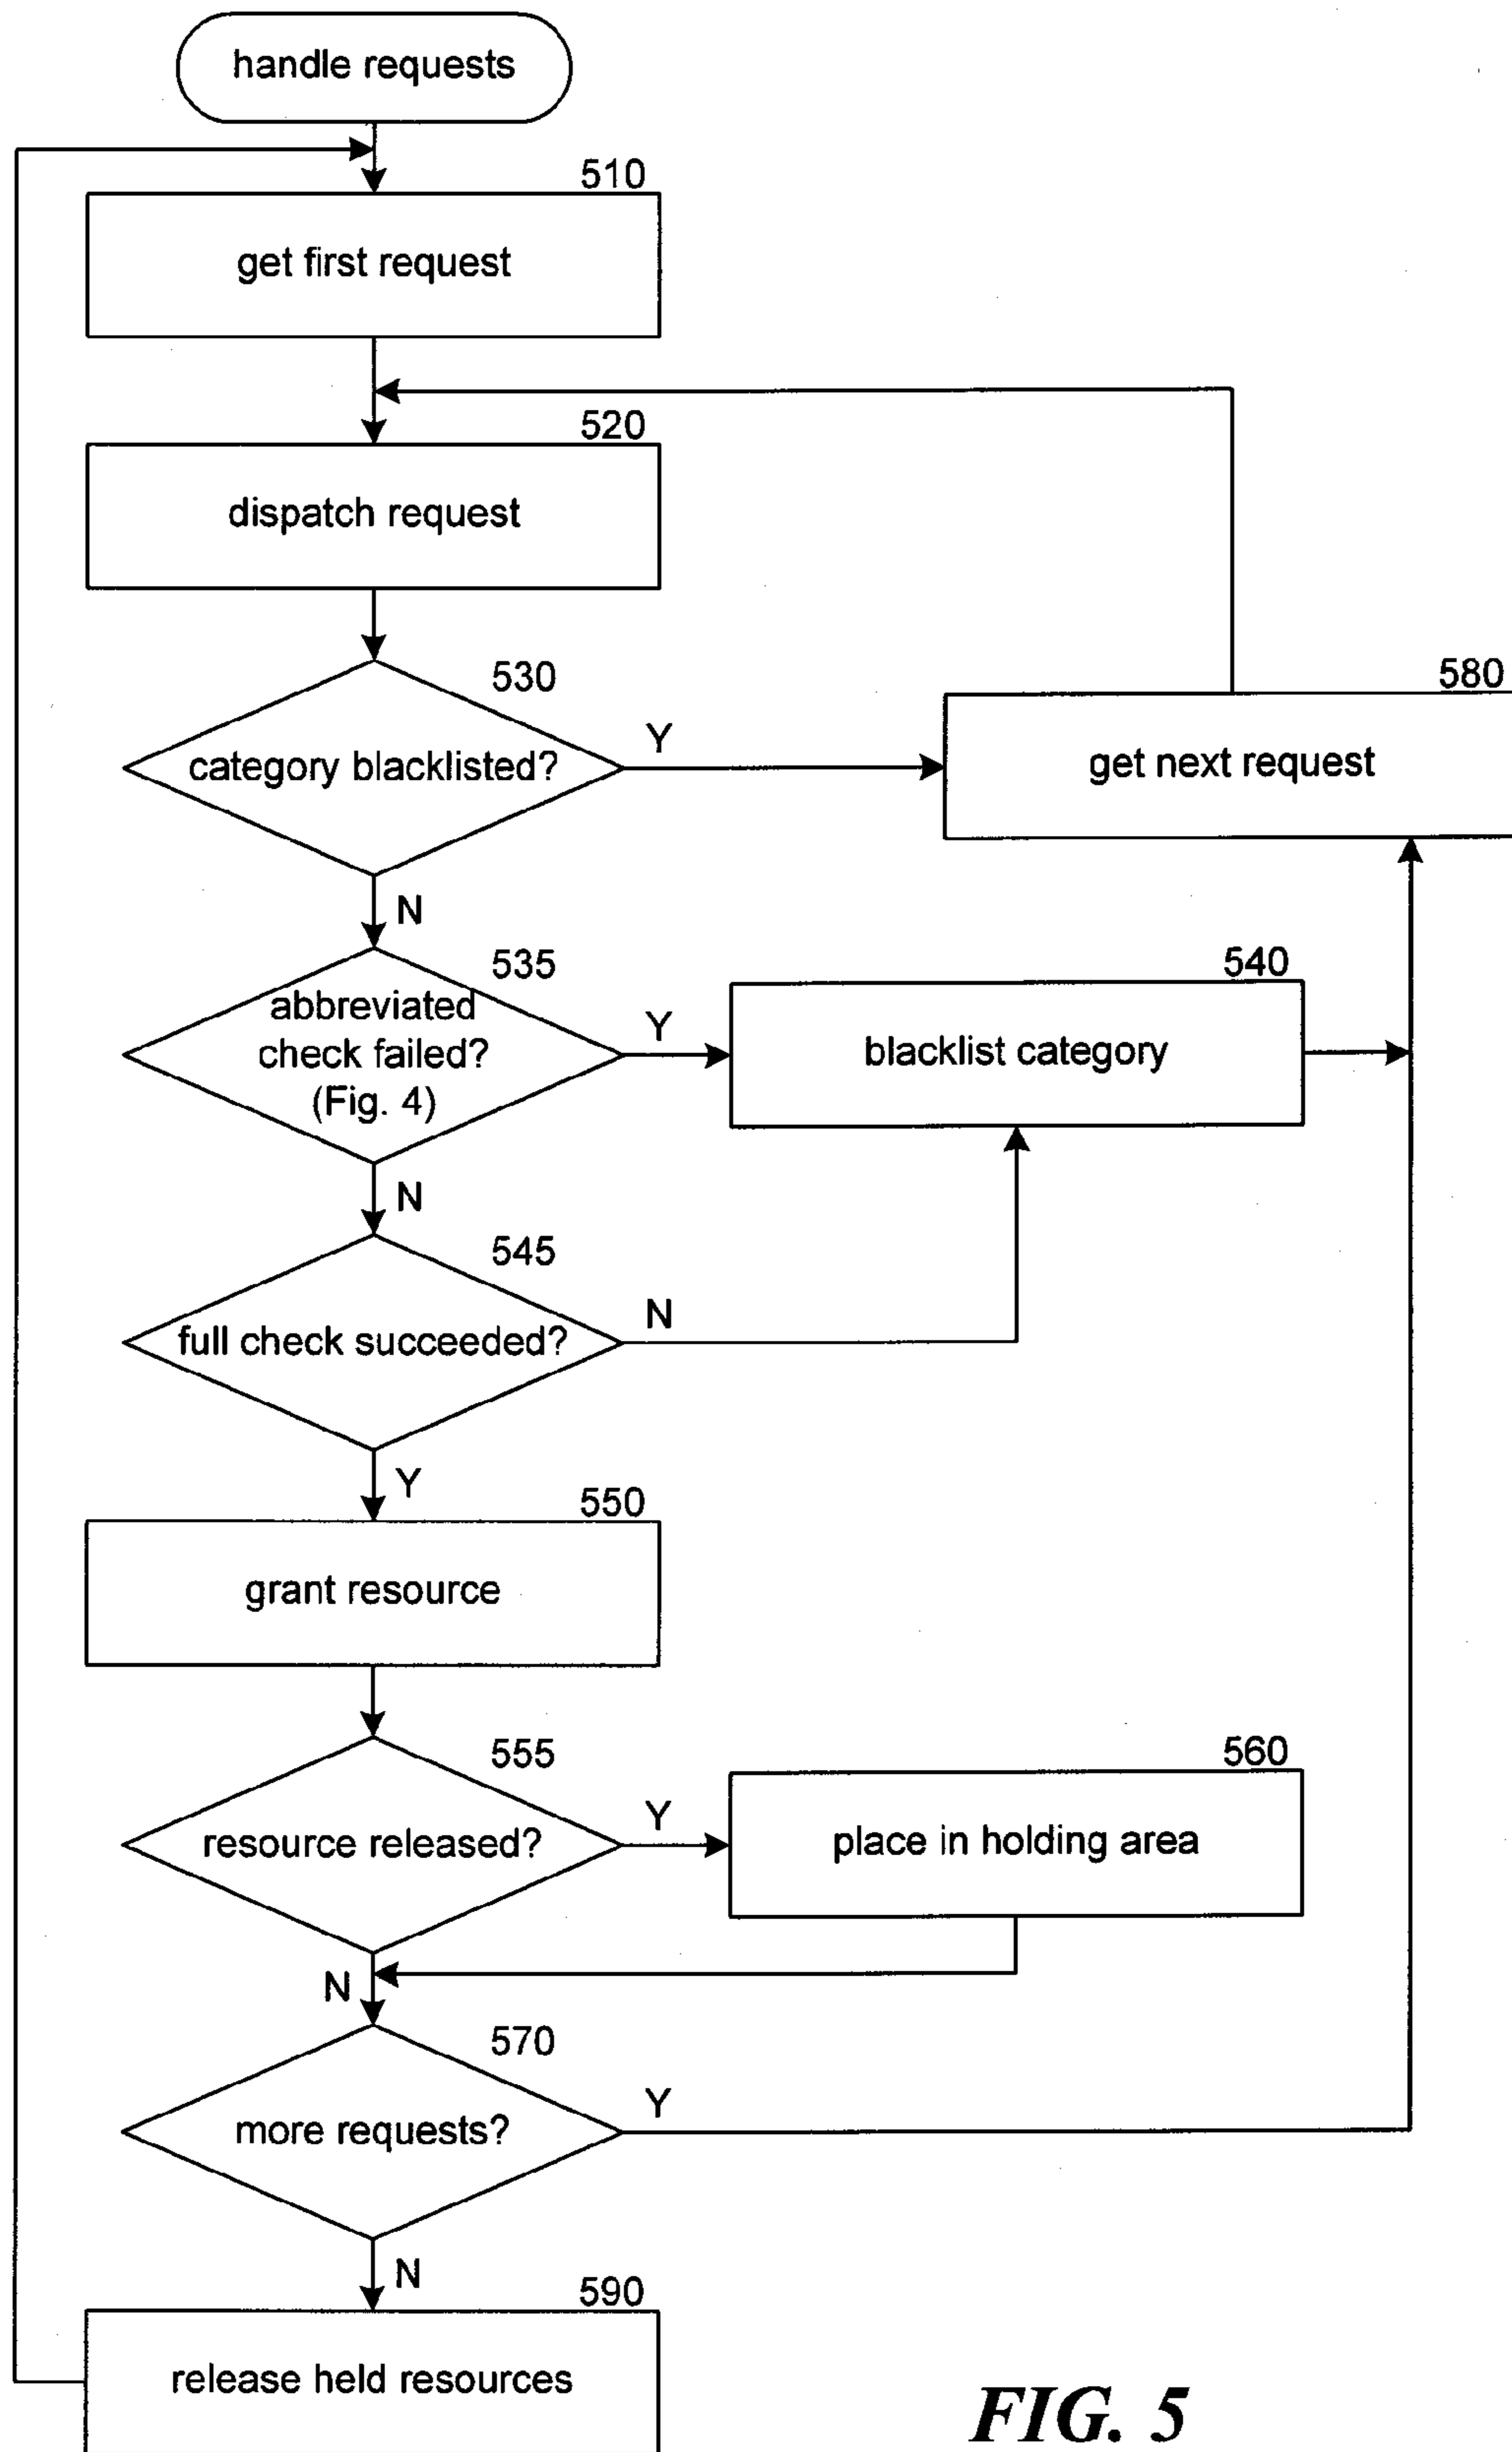 handle requests
510
get first request
520
dispatch request
530
category blacklisted?
Y
580
get next request
N
535
abbreviated
check failed?
(Fig. 4)
Y
540
blacklist category
N
545
full check succeeded?
N
Y
550
grant resource
555
resource released?
Y
560
place in holding area
N
570
more requests?
Y
N
590
release held resources
FIG. 5